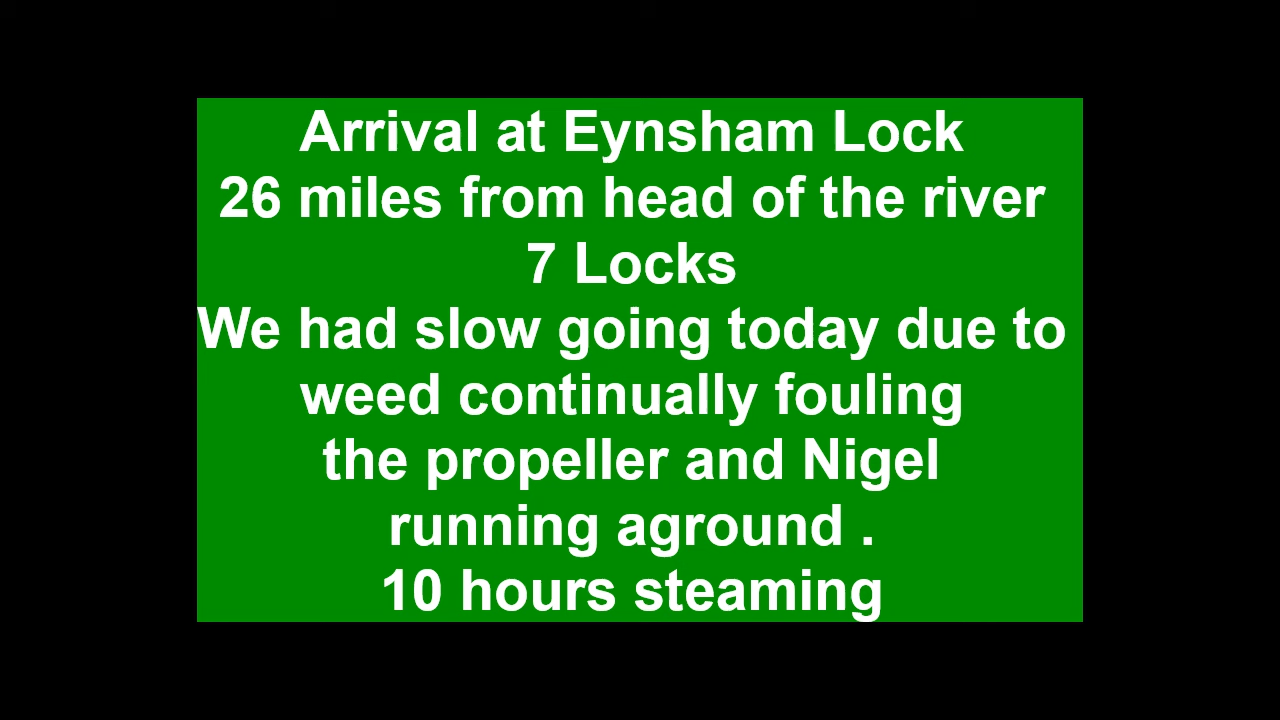 Arrival at Eynsham Lock
26 miles from head of the river
7 Locks
We had slow going today due to
weed continually fouling
the propeller and Nigel
running aground .
10 hours steaming